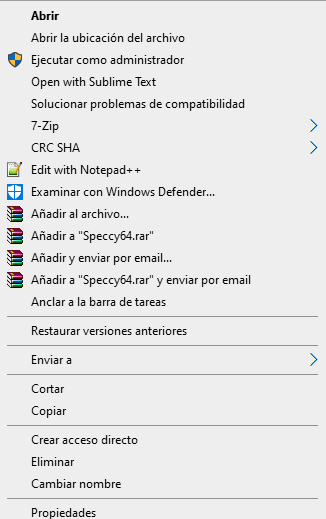 Abrir
Abrir la ubicación del archivo
Ejecutar como administrador
Open with Sublime Text
Solucionar problemas de compatibilidad
7-Zip
CRC SHA
Edit with Notepad++
Examinar con Windows Defender...
Añadir al archivo...
Añadir a "Speccy64.rar"
Añadir y enviar por email...
Añadir a "Speccy64.rar" y enviar por email
Anclar a la barra de tareas
Restaurar versiones anteriores
Enviar a
Cortar
Copiar
Crear acceso directo
Eliminar
Cambiar nombre
Propiedades